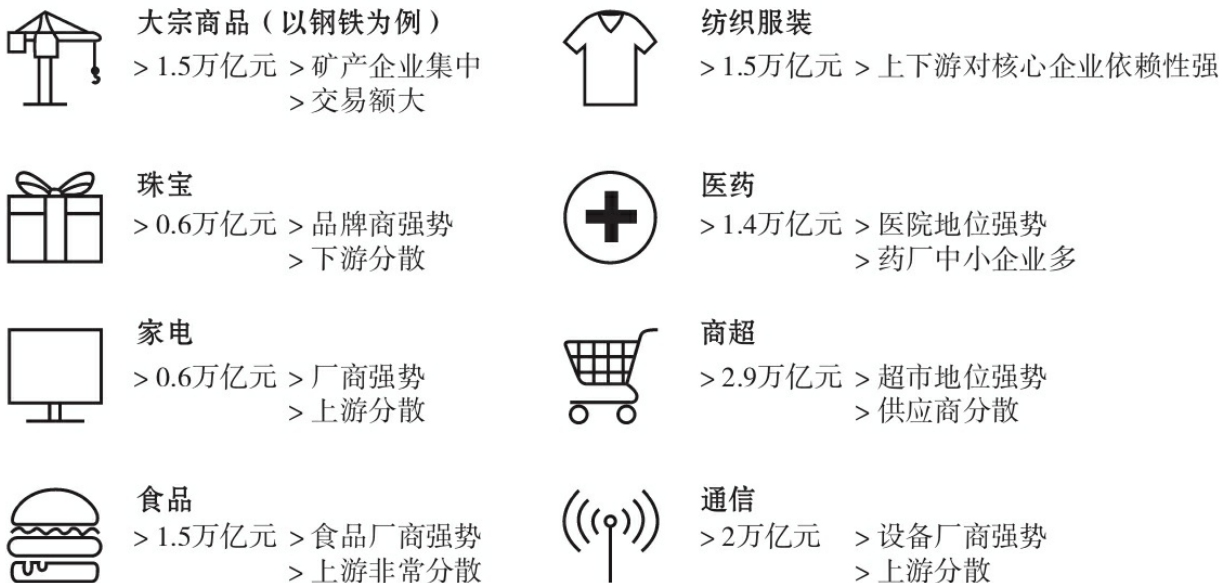 大宗商品（以钢铁为例）
> 1.5万亿元 > 矿产企业集中
> 交易额大
纺织服装
> 1.5万亿元 > 上下游对核心企业依赖性强
珠宝
> 0.6万亿元 > 品牌商强势
> 下游分散
医药
> 1.4万亿元 > 医院地位强势
> 药厂中小企业多
家电
> 0.6万亿元 > 厂商强势
> 上游分散
商超
> 2.9万亿元 > 超市地位强势
> 供应商分散
食品
> 1.5万亿元 > 食品厂商强势
> 上游非常分散
通信
> 2万亿元 > 设备厂商强势
> 上游分散